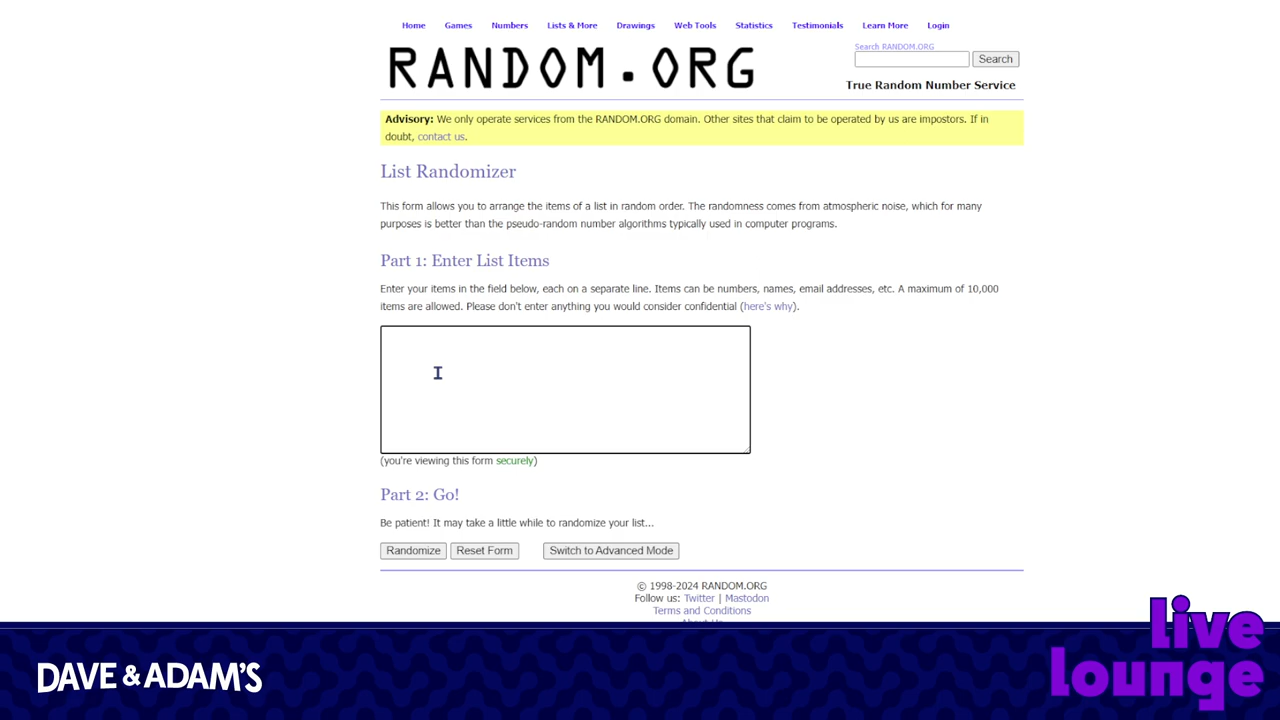 Home Games Numbers Lists & More Drawings Web Tools Statistics Testimonials Learn More Login
RANDOM.ORG
Search RANDOM.ORG
Search
True Random Number Service
Advisory: We only operate services from the RANDOM.ORG domain. Other sites that claim to be operated by us are impostors. If in
doubt, contact us.
List Randomizer
This form allows you to arrange the items of a list in random order. The randomness comes from atmospheric noise, which for many
purposes is better than the pseudo-random number algorithms typically used in computer programs.
Part 1: Enter List Items
Enter your items in the field below, each on a separate line. Items can be numbers, names, email addresses, etc. A maximum of 10,000
items are allowed. Please don't enter anything you would consider confidential (here's why).
(you're viewing this form securely)
Part 2: Go!
Be patient! It may take a little while to randomize your list...
Randomize Reset Form Switch to Advanced Mode
© 1998-2024 RANDOM.ORG
Follow us: Twitter | Mastodon
Terms and Conditions
About Us
DAVE & ADAM'S
live
lounge